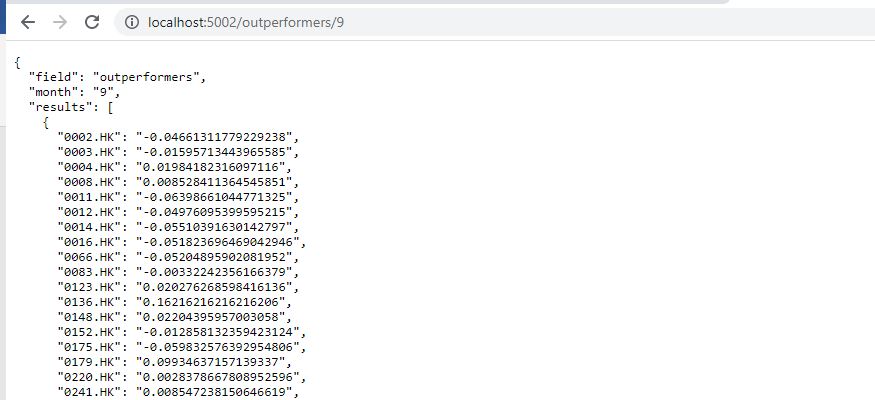 localhost:5002/outperformers/9
{
"field": "outperformers",
"month": "9",
"results": [
{
"0002.HK": "-0.04661311779229238",
"0003.HK": "-0.01595713443965585",
"0004.HK": "0.01984182316097116",
"0008.HK": "0.008528411364545851",
"0011.HK": "-0.06398661044771325",
"0012.HK": "-0.04976095399595215",
"0014.HK": "-0.05510391630142797",
"0016.HK": "-0.051823696469042946",
"0066.HK": "-0.05204895902081952",
"0083.HK": "-0.00332242356166379",
"0123.HK": "0.020276268598416136",
"0136.HK": "0.16216216216216206",
"0148.HK": "0.02204395957003058",
"0152.HK": "-0.012858132359423124",
"0175.HK": "-0.059832576392954806",
"0179.HK": "0.09934637157139337",
"0220.HK": "0.0028378667808952596",
"0241.HK": "0.008547238150646619",